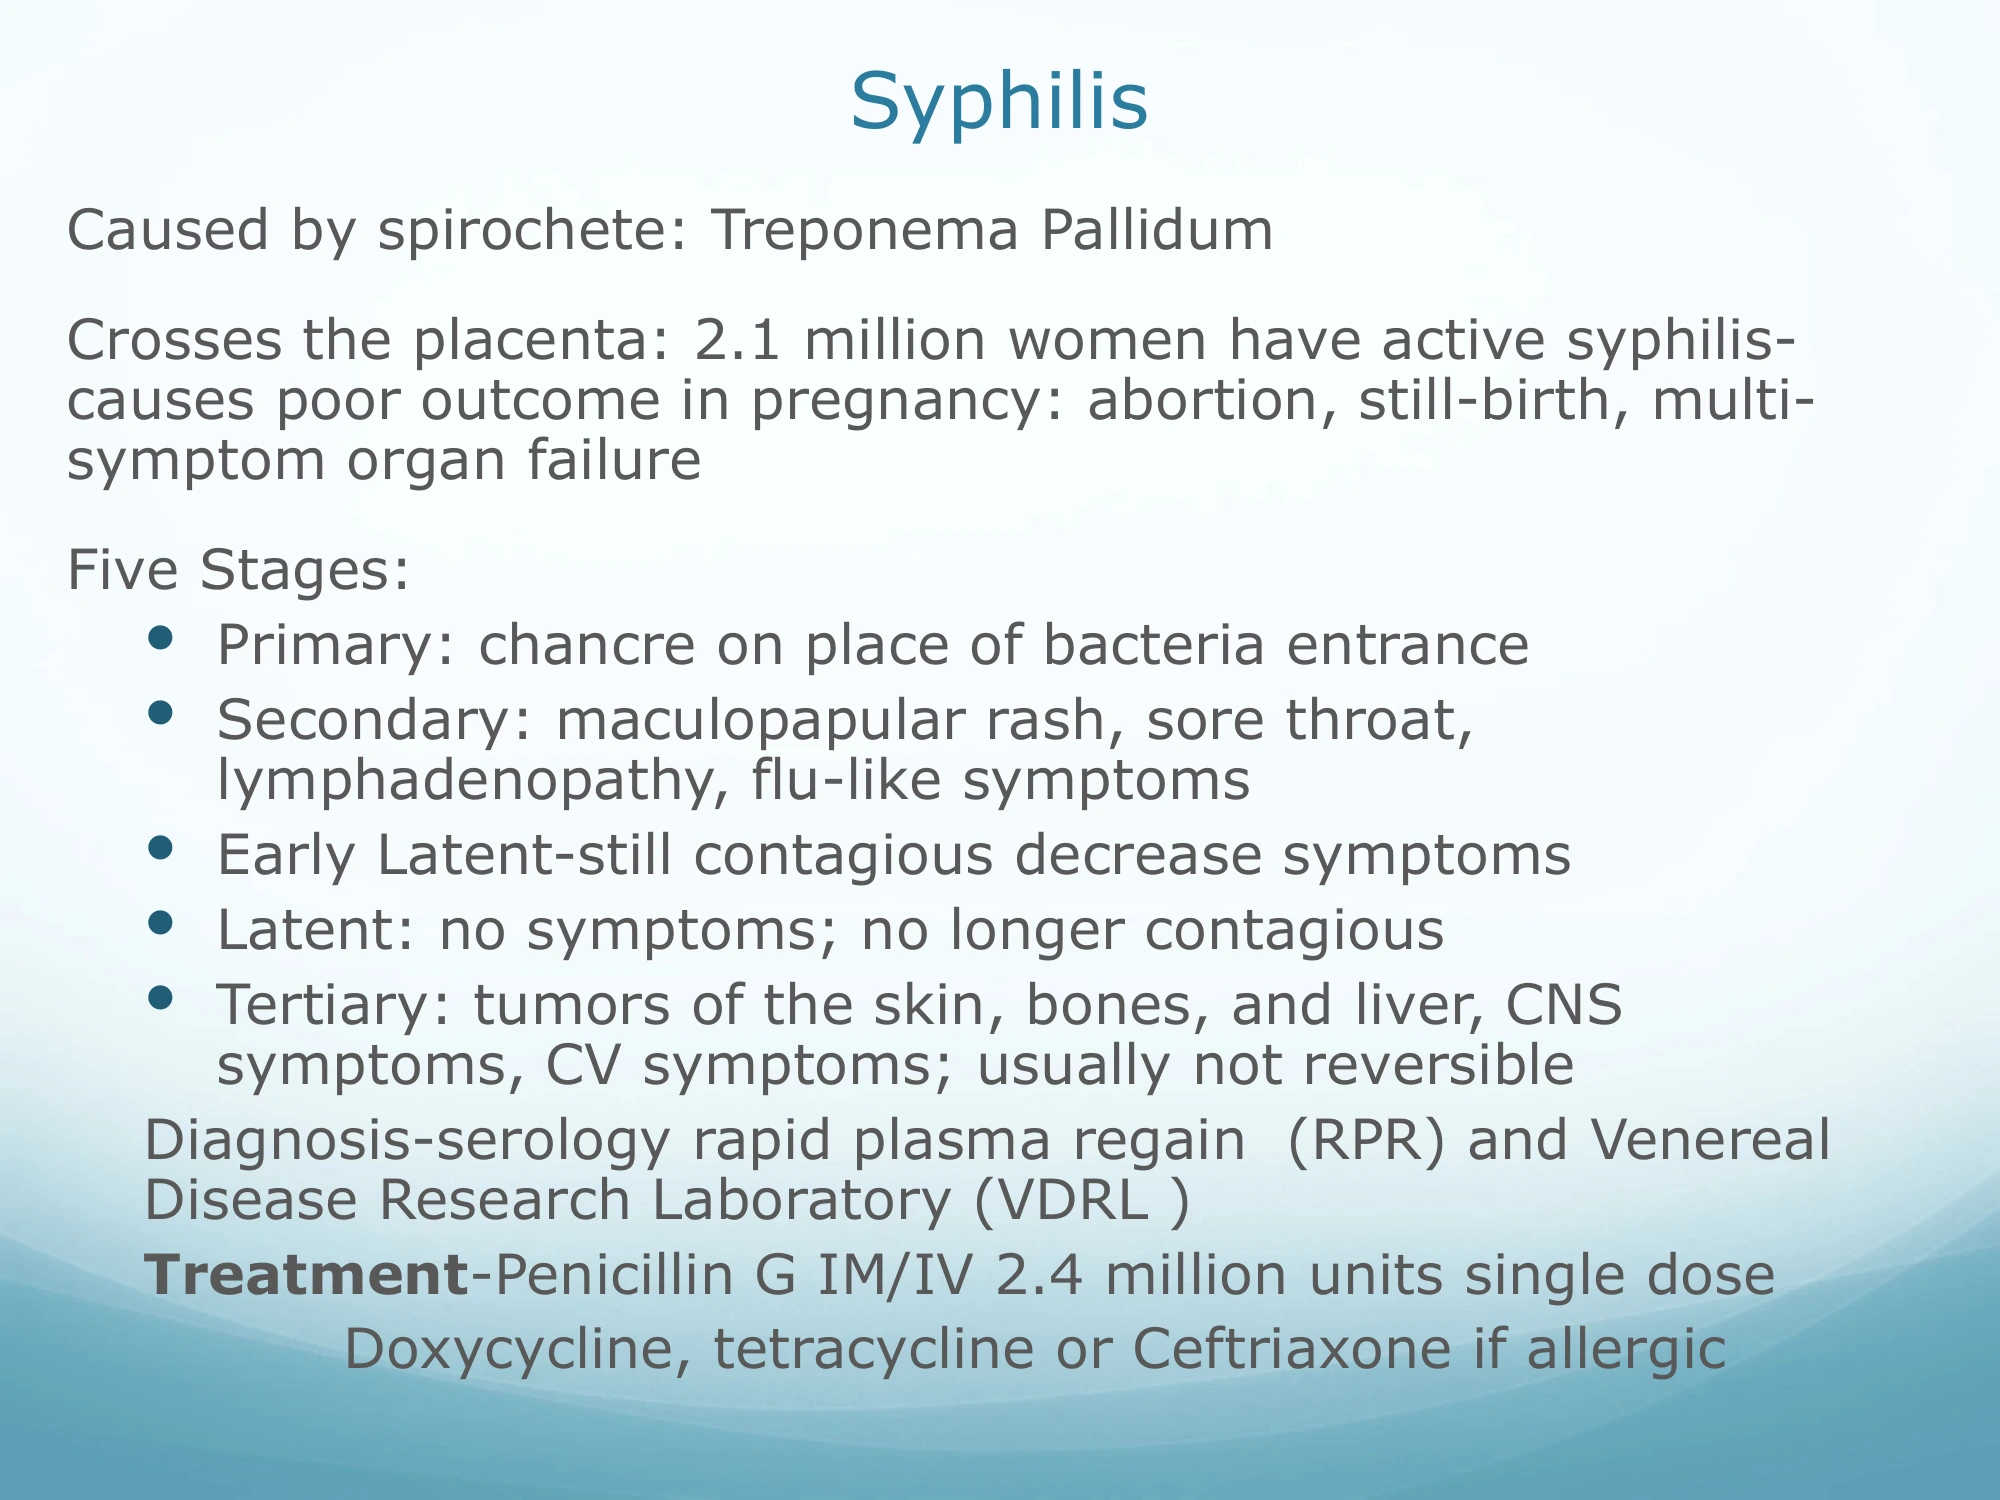 Syphilis
Caused by spirochete: Treponema Pallidum
Crosses the placenta: 2.1 million women have active syphilis-
causes poor outcome in pregnancy: abortion, still-birth, multi-
symptom organ failure
Five Stages:
• Primary: chancre on place of bacteria entrance
• Secondary: maculopapular rash, sore throat,
lymphadenopathy, flu-like symptoms
• Early Latent-still contagious decrease symptoms
• Latent: no symptoms; no longer contagious
• Tertiary: tumors of the skin, bones, and liver, CNS
symptoms, CV symptoms; usually not reversible
Diagnosis-serology rapid plasma regain  (RPR) and Venereal
Disease Research Laboratory (VDRL )
Treatment-Penicillin G IM/IV 2.4 million units single dose
Doxycycline, tetracycline or Ceftriaxone if allergic